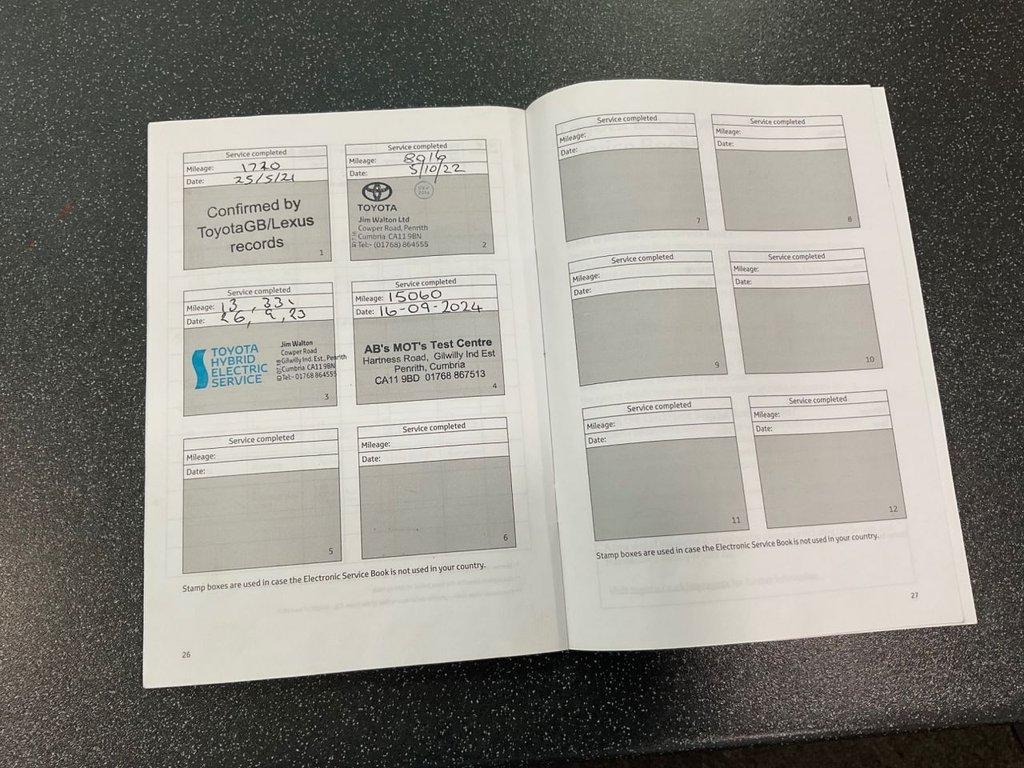 Service completed
Mileage: 1720
Date: 25/5/21
Confirmed by
ToyotaGB/Lexus
records
1
Service completed
Mileage: 8916
Date: 5/10/22
TOYOTA
Jim Walton Ltd
Cowper Road, Penrith
Cumbria CA11 9BN
Tel:- (01768) 864555
2
Service completed
Mileage: 13,33
Date: 26,9,23
TOYOTA
HYBRID
ELECTRIC
SERVICE
Jim Walton
Cowper Road
Gilwilly Ind. Est., Penrith
Cumbria CA11 9BN
Tel:- 01768 864555
3
Service completed
Mileage: 15060
Date: 16-09-2024
AB's MOT's Test Centre
Hartness Road, Gilwilly Ind Est
Penrith, Cumbria
CA11 9BD 01768 867513
4
Service completed
Mileage:
Date:
5
Service completed
Mileage:
Date:
6
Stamp boxes are used in case the Electronic Service Book is not used in your country.
26
Service completed
Mileage:
Date:
7
Service completed
Mileage:
Date:
8
Service completed
Mileage:
Date:
9
Service completed
Mileage:
Date:
10
Service completed
Mileage:
Date:
11
Service completed
Mileage:
Date:
12
Stamp boxes are used in case the Electronic Service Book is not used in your country.
27